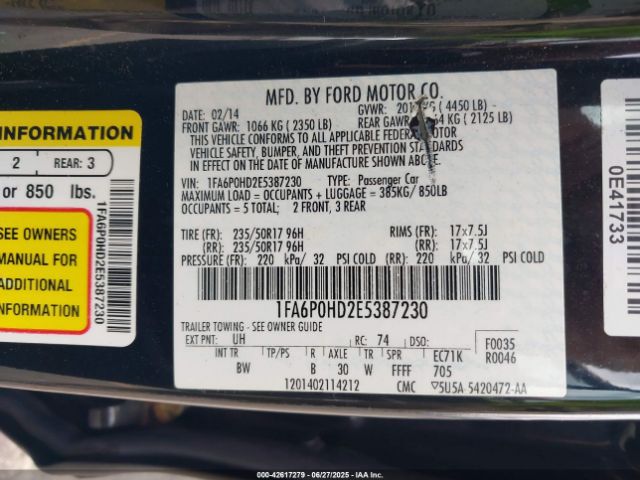 INFORMATION
2 REAR: 3
or 850 lbs.
SEE OWNERS
MANUAL FOR
ADDITIONAL
INFORMATION
1FA6P0HD2E5387230
MFD. BY FORD MOTOR CO.
DATE: 02/14 GVWR: KG ( 4450 LB)
FRONT GAWR: 1066 KG ( 2350 LB) REAR GAWR: KG ( 2125 LB)
THIS VEHICLE CONFORMS TO ALL APPLICABLE FEDERAL MOTOR
VEHICLE SAFETY, BUMPER, AND THEFT PREVENTION STANDARDS
IN EFFECT ON THE DATE OF MANUFACTURE SHOWN ABOVE.
VIN: 1FA6P0HD2E5387230 TYPE: Passenger Car
MAXIMUM LOAD = OCCUPANTS + LUGGAGE = 385KG/ 850LB
OCCUPANTS = 5 TOTAL; 2 FRONT, 3 REAR
TIRE (FR): 235/50R17 96H RIMS (FR): 17x7.5J
(RR): 235/50R17 96H (RR): 17x7.5J
PRESSURE (FR): 220 kPa/ 32 PSI COLD (RR): 220 kPa/ 32 PSI COLD
1FA6P0HD2E5387230
TRAILER TOWING - SEE OWNER GUIDE
EXT PNT: UH RC: 74 DSO: F0035
INT TR TP/PS R AXLE TR SPR EC71K R0046
BW B 30 W FFFF 705
1201402114212 CMC 5U5A-5420472-AA
0E41733
000-42617279 - 06/27/2025 - IAAI.COM